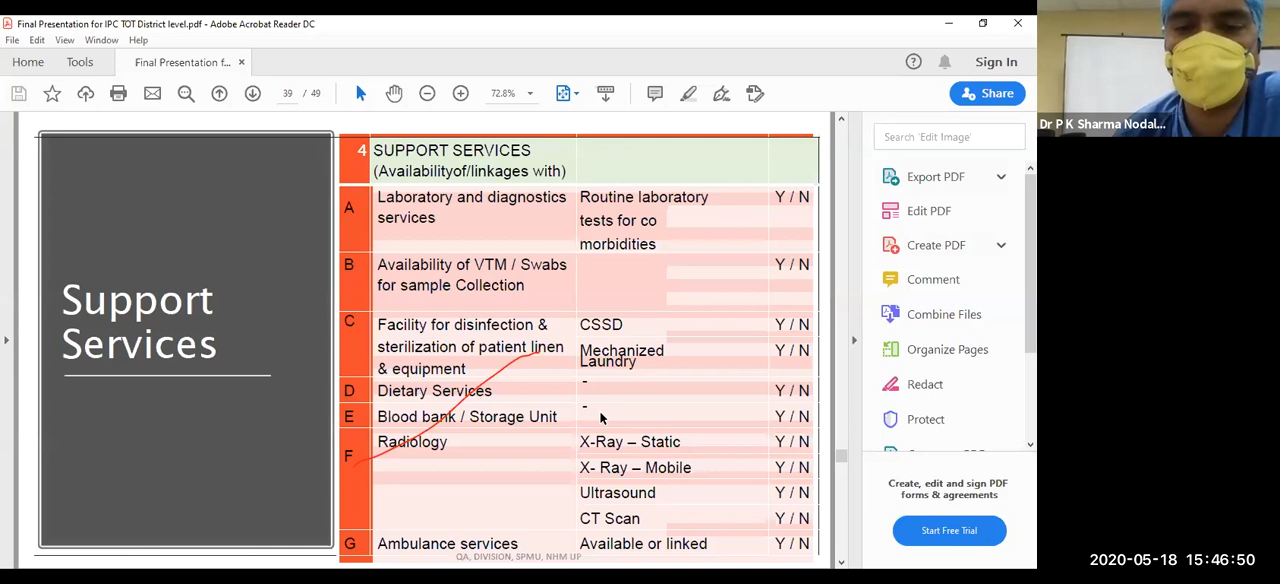 Final Presentation for IPC TOT District level.pdf - Adobe Acrobat Reader DC
File Edit View Window Help
Home Tools Final Presentation f... × Sign In
39 / 49 72.8% Share
Support
Services
4 SUPPORT SERVICES
(Availabilityof/linkages with)
A Laboratory and diagnostics services Routine laboratory tests for co morbidities Y / N
B Availability of VTM / Swabs for sample Collection Y / N
C Facility for disinfection & sterilization of patient linen & equipment CSSD Y / N
Mechanized Laundry Y / N
D Dietary Services - Y / N
E Blood bank / Storage Unit - Y / N
F Radiology X-Ray – Static Y / N
X- Ray – Mobile Y / N
Ultrasound Y / N
CT Scan Y / N
G Ambulance services Available or linked Y / N
QA, DIVISION, SPMU, NHM UP
Search 'Edit Image'
Export PDF
Edit PDF
Create PDF
Comment
Combine Files
Organize Pages
Redact
Protect
Create, edit and sign PDF
forms & agreements
Start Free Trial
Dr P K Sharma Nodal...
2020-05-18 15:46:50